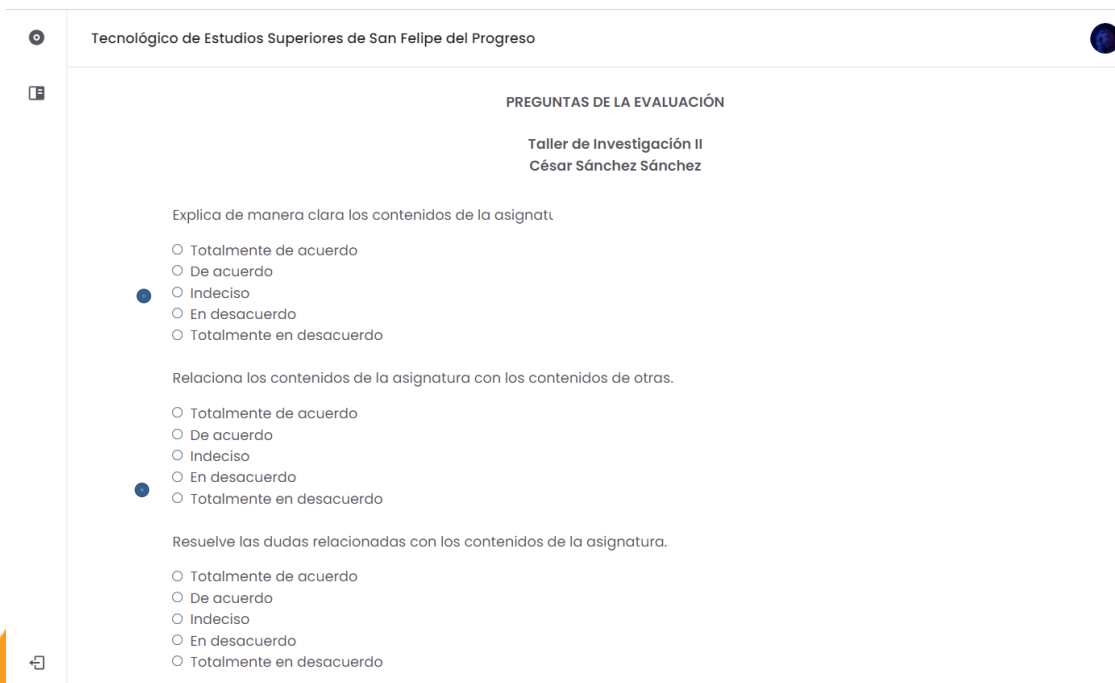 Tecnológico de Estudios Superiores de San Felipe del Progreso
PREGUNTAS DE LA EVALUACIÓN
Taller de Investigación II
César Sánchez Sánchez
Explica de manera clara los contenidos de la
Totalmente de acuerdo
De acuerdo
Indeciso
En desacuerdo
Totalmente en desacuerdo
Relaciona los contenidos de la asignatura con los contenidos de otras.
Totalmente de acuerdo
De acuerdo
Indeciso
En desacuerdo
Totalmente en desacuerdo
Resuelve las dudas relacionadas con los contenidos de la asignatura.
Totalmente de acuerdo
De acuerdo
Indeciso
En desacuerdo
Totalmente en desacuerdo